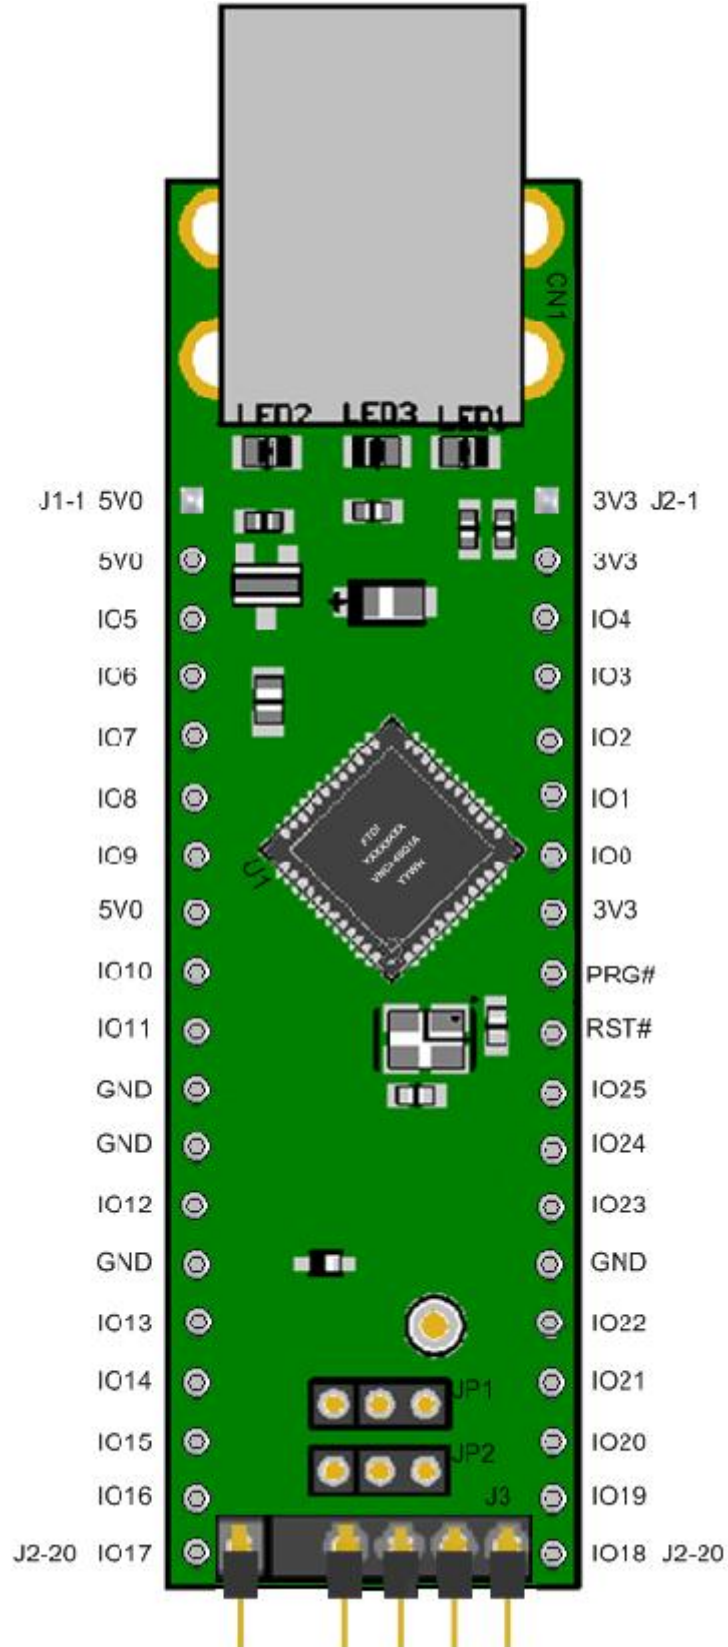 CN1
LED2 LED3 LED1
J1-1 5V0 3V3 J2-1
5V0 3V3
IO5 IO4
IO6 IO3
IO7 IO2
IO8 IO1
IO9 IO0
U1
FTDI
YYWW
5V0 3V3
IO10 PRG#
IO11 RST#
GND IO25
GND IO24
IO12 IO23
GND GND
IO13 IO22
IO14 IO21
JP1
IO15 IO20
JP2
IO16 IO19
J3
J2-20 IO17 IO18 J2-20